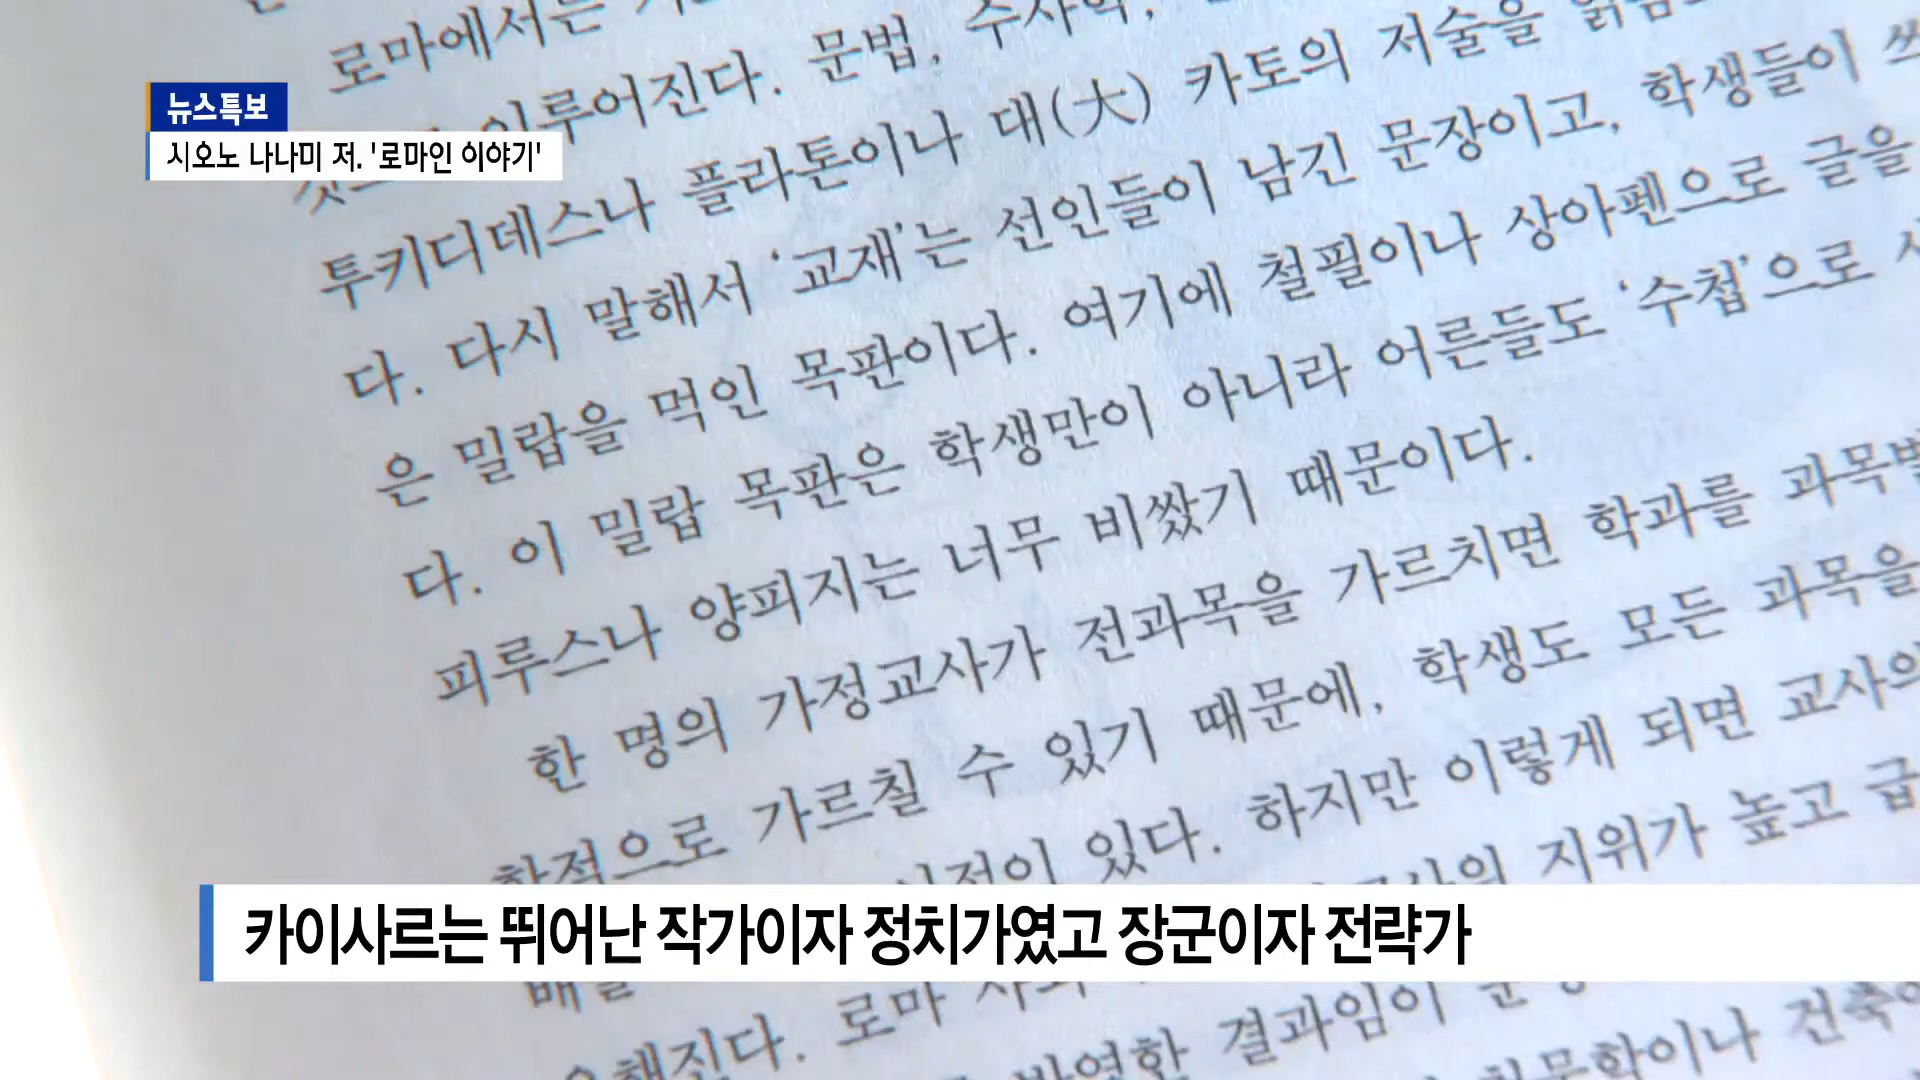 로마에서는
이루어진다. 문법, 수사학,
뉴스특보
시오노 나나미 저. '로마인 이야기'
투키디데스나 플라톤이나 대(大) 카토의 저술을
다. 다시 말해서 ‘교재’는 선인들이 남긴 문장이고, 학생들이
은 밀랍을 먹인 목판이다. 여기에 철필이나 상아펜으로 글을
다. 이 밀랍 목판은 학생만이 아니라 어른들도 ‘수첩’으로
피루스나 양피지는 너무 비쌌기 때문이다.
한 명의 가정교사가 전과목을 가르치면 학과를
학적으로 가르칠 수 있기 때문에, 학생도 모든 과목을
있다. 하지만 이렇게 되면 교사의
지위가 높고
카이사르는 뛰어난 작가이자 정치가였고 장군이자 전략가
로마
결과임이
건축